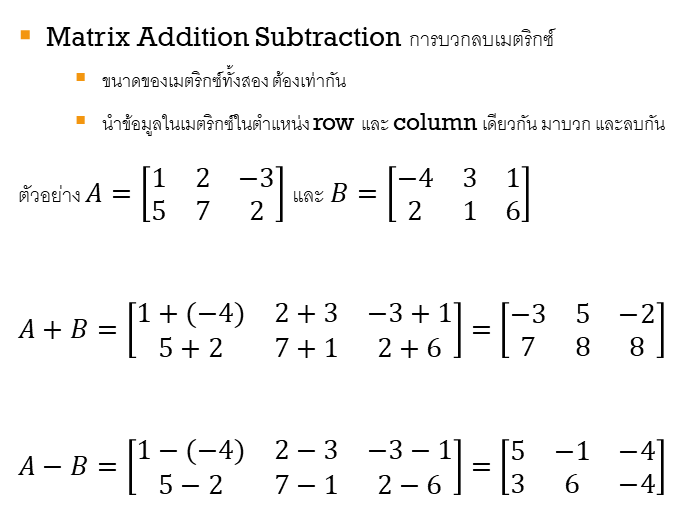 ▪ Matrix Addition Subtraction การบวกลบเมตริกซ์
▪ ขนาดของเมตริกซ์ทั้งสอง ต้องเท่ากัน
▪ นำข้อมูลในเมตริกซ์ในตำแหน่ง row และ column เดียวกัน มาบวก และลบกัน
ตัวอย่าง A = [1 2 −3
5 7 2] และ B = [−4 3 1
2 1 6]
A + B = [1 + (−4) 2 + 3 −3 + 1
5 + 2 7 + 1 2 + 6] = [−3 5 −2
7 8 8]
A − B = [1 − (−4) 2 − 3 −3 − 1
5 − 2 7 − 1 2 − 6] = [5 −1 −4
3 6 −4]